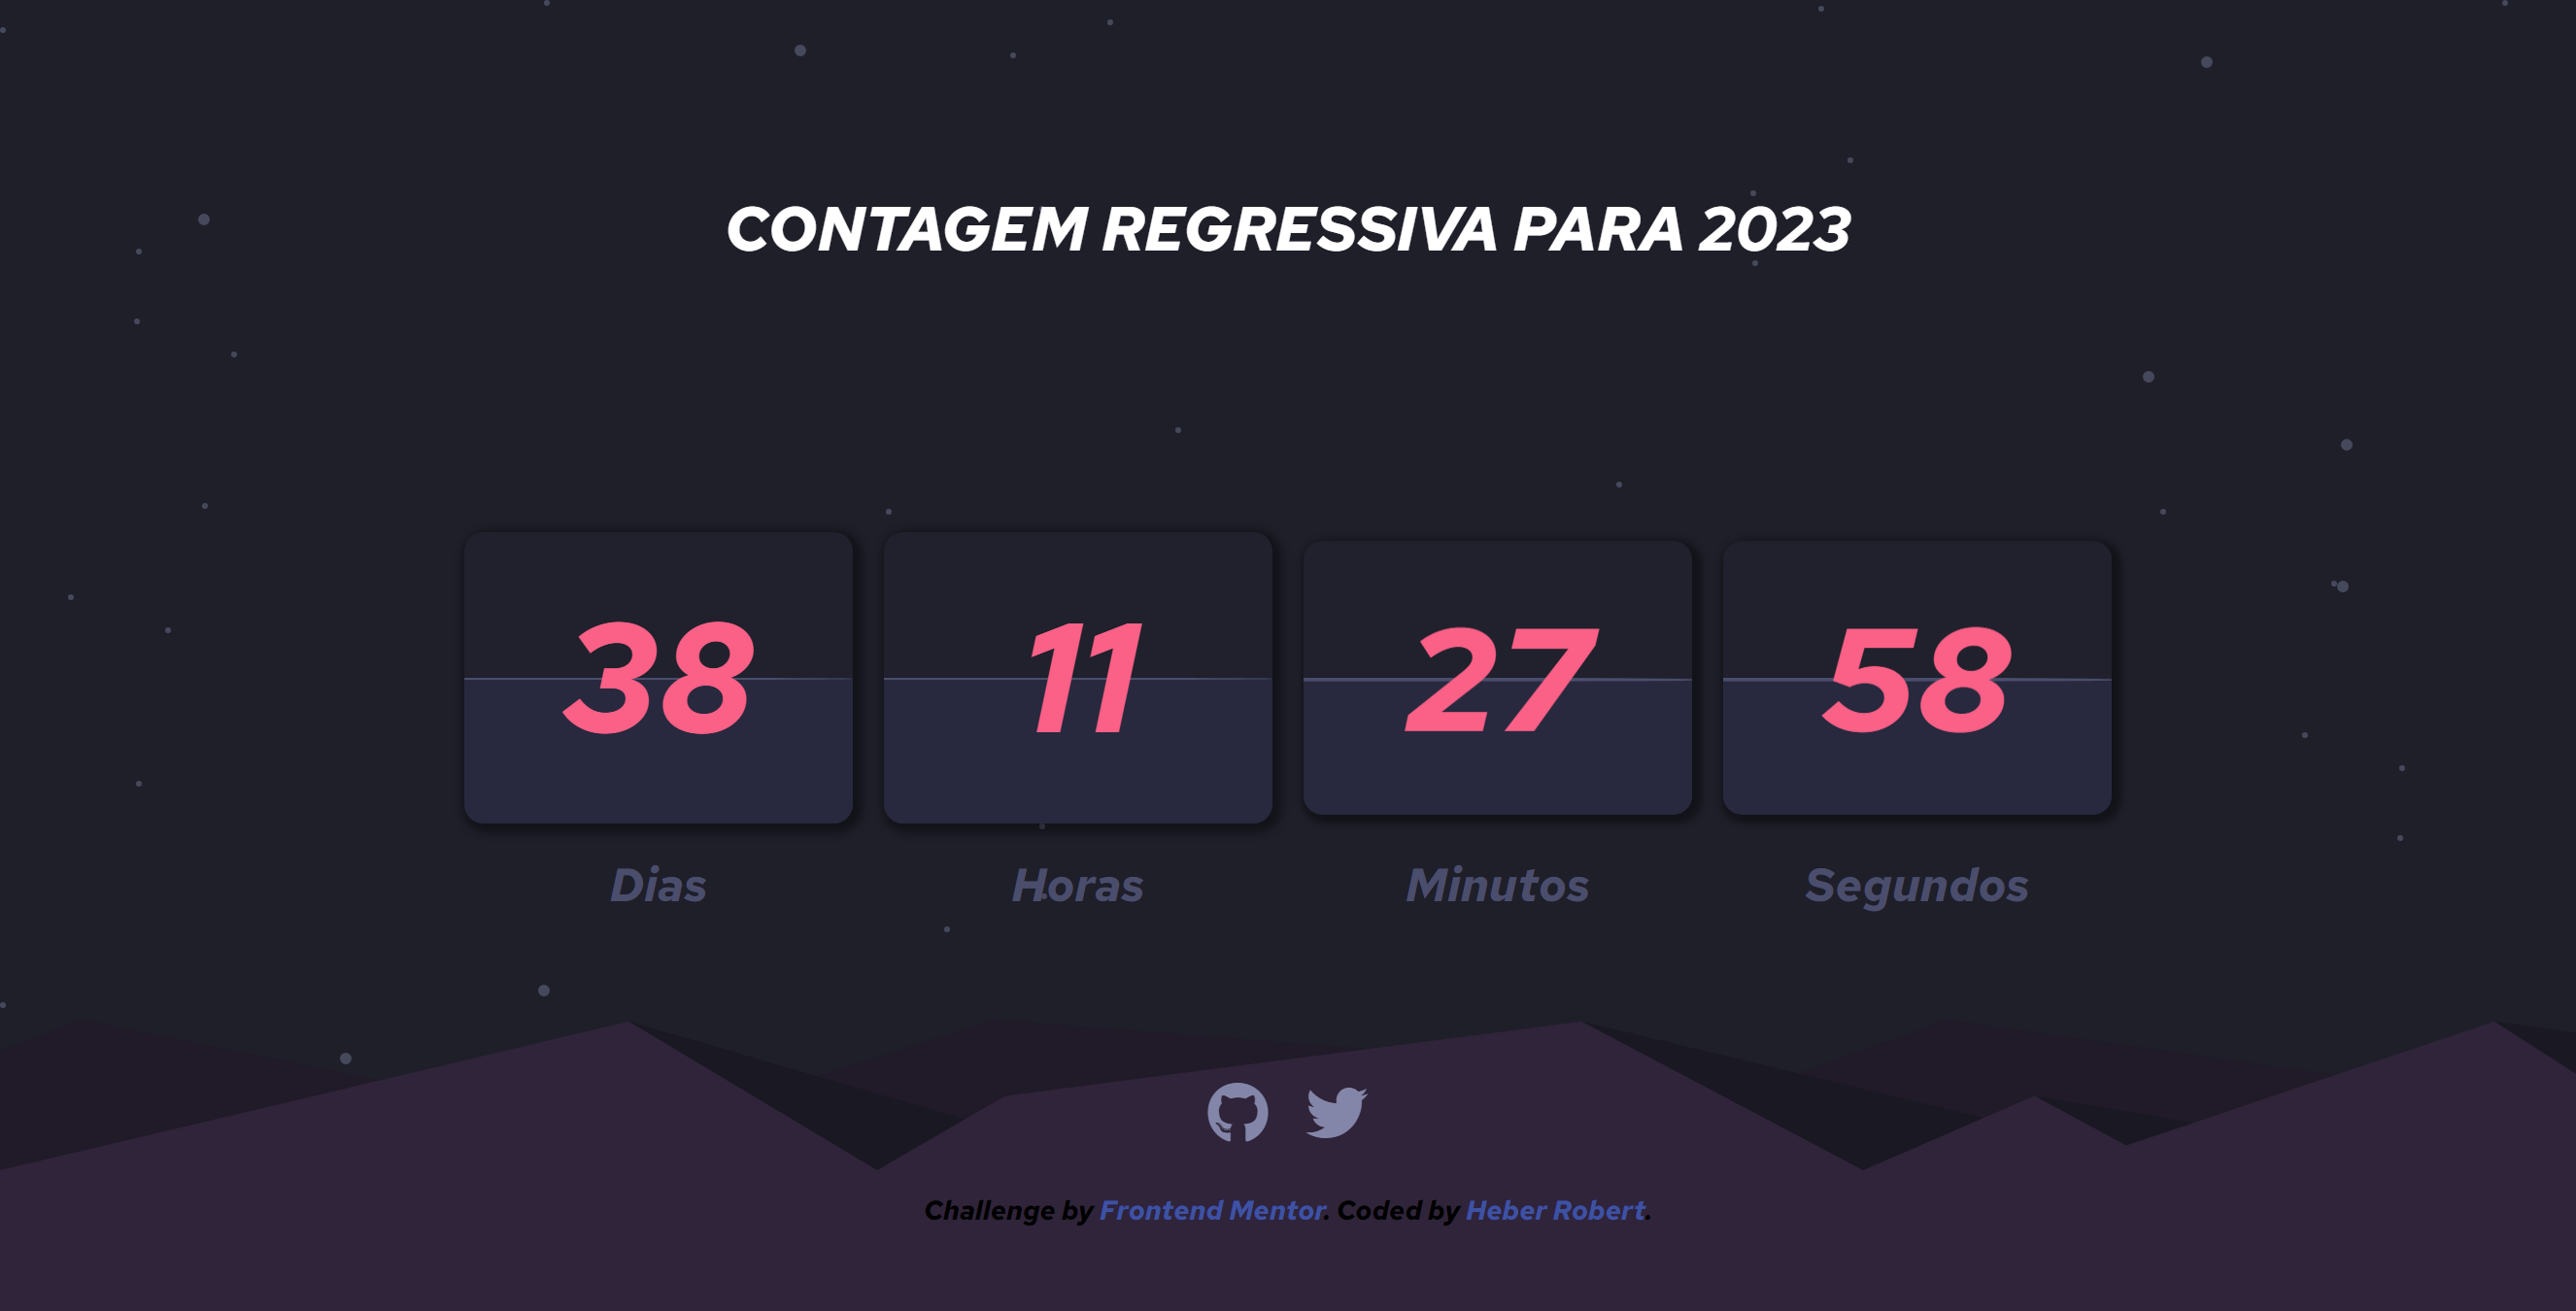 CONTAGEM REGRESSIVA PARA 2023
38 11 27 58
Dias Horas Minutos Segundos
Challenge by Frontend Mentor. Coded by Heber Robert.